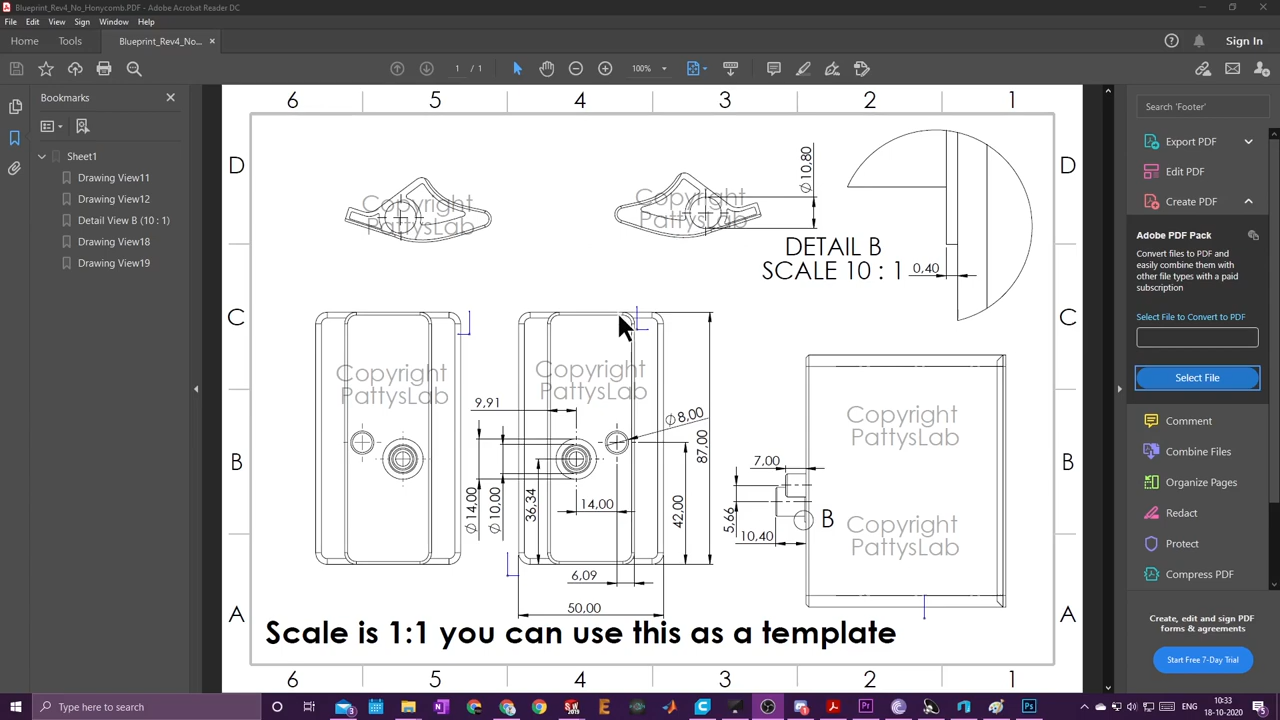 Blueprint_Rev4_No_Honycomb.PDF - Adobe Acrobat Reader DC
File Edit View Sign Window Help
Home Tools Blueprint_Rev4_No... × Sign In
1 / 1 100%
Bookmarks
Sheet1
Drawing View11
Drawing View12
Detail View B (10 : 1)
Drawing View18
Drawing View19
6 5 4 3 2 1
D D
C C
B B
A A
Copyright
PattysLab
Copyright
PattysLab
Ø10,80
DETAIL B
SCALE 10 : 1
0,40
Copyright
PattysLab
Copyright
PattysLab
9,91
Ø8,00
87,00
Ø14,00
Ø10,00
36,34
14,00
42,00
6,09
50,00
Copyright
PattysLab
Copyright
PattysLab
7,00
5,66
10,40
B
Scale is 1:1 you can use this as a template
6 5 4 3 2 1
Search 'Footer'
Export PDF
Edit PDF
Create PDF
Adobe PDF Pack
Convert files to PDF and
easily combine them with
other file types with a paid
subscription
Select File to Convert to PDF
Select File
Comment
Combine Files
Organize Pages
Redact
Protect
Compress PDF
Create, edit and sign PDF
forms & agreements
Start Free 7-Day Trial
Type here to search
ENG
10:33
18-10-2020